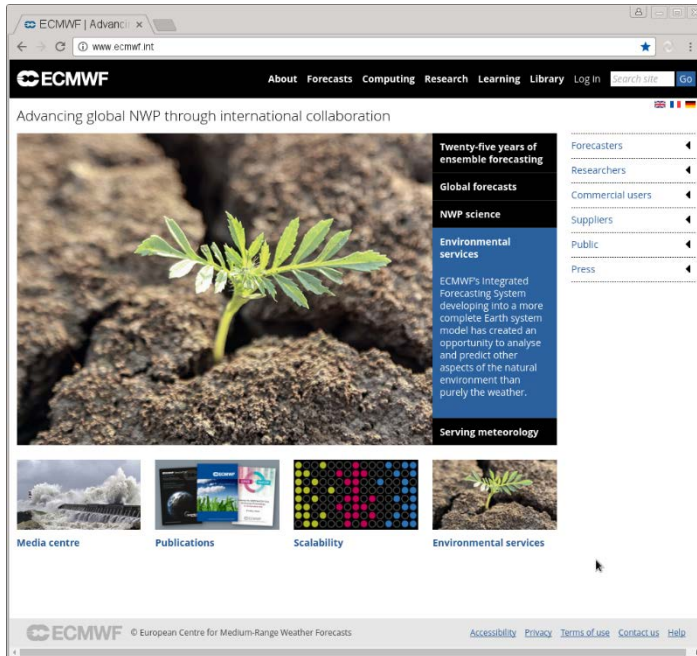 ECMWF | Advanci
www.ecmwf.int
ECMWF
About Forecasts Computing Research Learning Library Log in Search site Go
Advancing global NWP through international collaboration
Twenty-five years of
ensemble forecasting
Global forecasts
NWP science
Environmental
services
ECMWF's Integrated
Forecasting System
developing into a more
complete Earth system
model has created an
opportunity to analyse
and predict other
aspects of the natural
environment than
purely the weather.
Serving meteorology
Forecasters
Researchers
Commercial users
Suppliers
Public
Press
Media centre
Publications
Scalability
Environmental services
ECMWF © European Centre for Medium-Range Weather Forecasts
Accessibility Privacy Terms of use Contact us Help